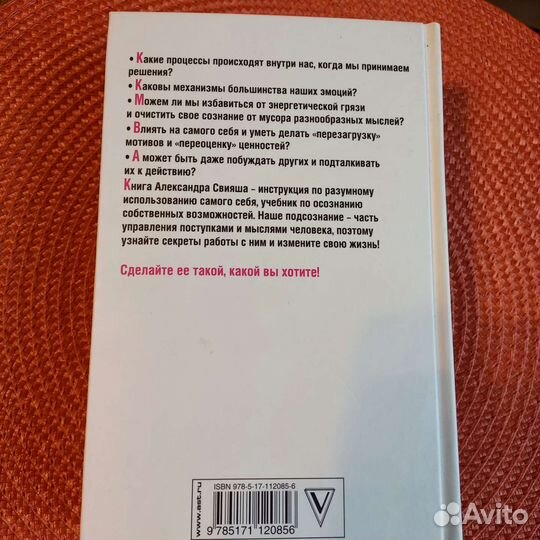 • Какие процессы происходят внутри нас, когда мы принимаем
решения?
• Каковы механизмы большинства наших эмоций?
• Можем ли мы избавиться от энергетической грязи
и очистить свое сознание от мусора разнообразных мыслей?
• Влиять на самого себя и уметь делать «перезагрузку»
мотивов и «переоценку» ценностей?
• А может быть даже побуждать других и подталкивать
их к действию?
Книга Александра Свияша – инструкция по разумному
использованию самого себя, учебник по осознанию
собственных возможностей. Наше подсознание – часть
управления поступками и мыслями человека, поэтому
узнайте секреты работы с ним и измените свою жизнь!
Сделайте ее такой, какой вы хотите!
www.ast.ru
ISBN 978-5-17-112085-6
9 785171 120856
Avito